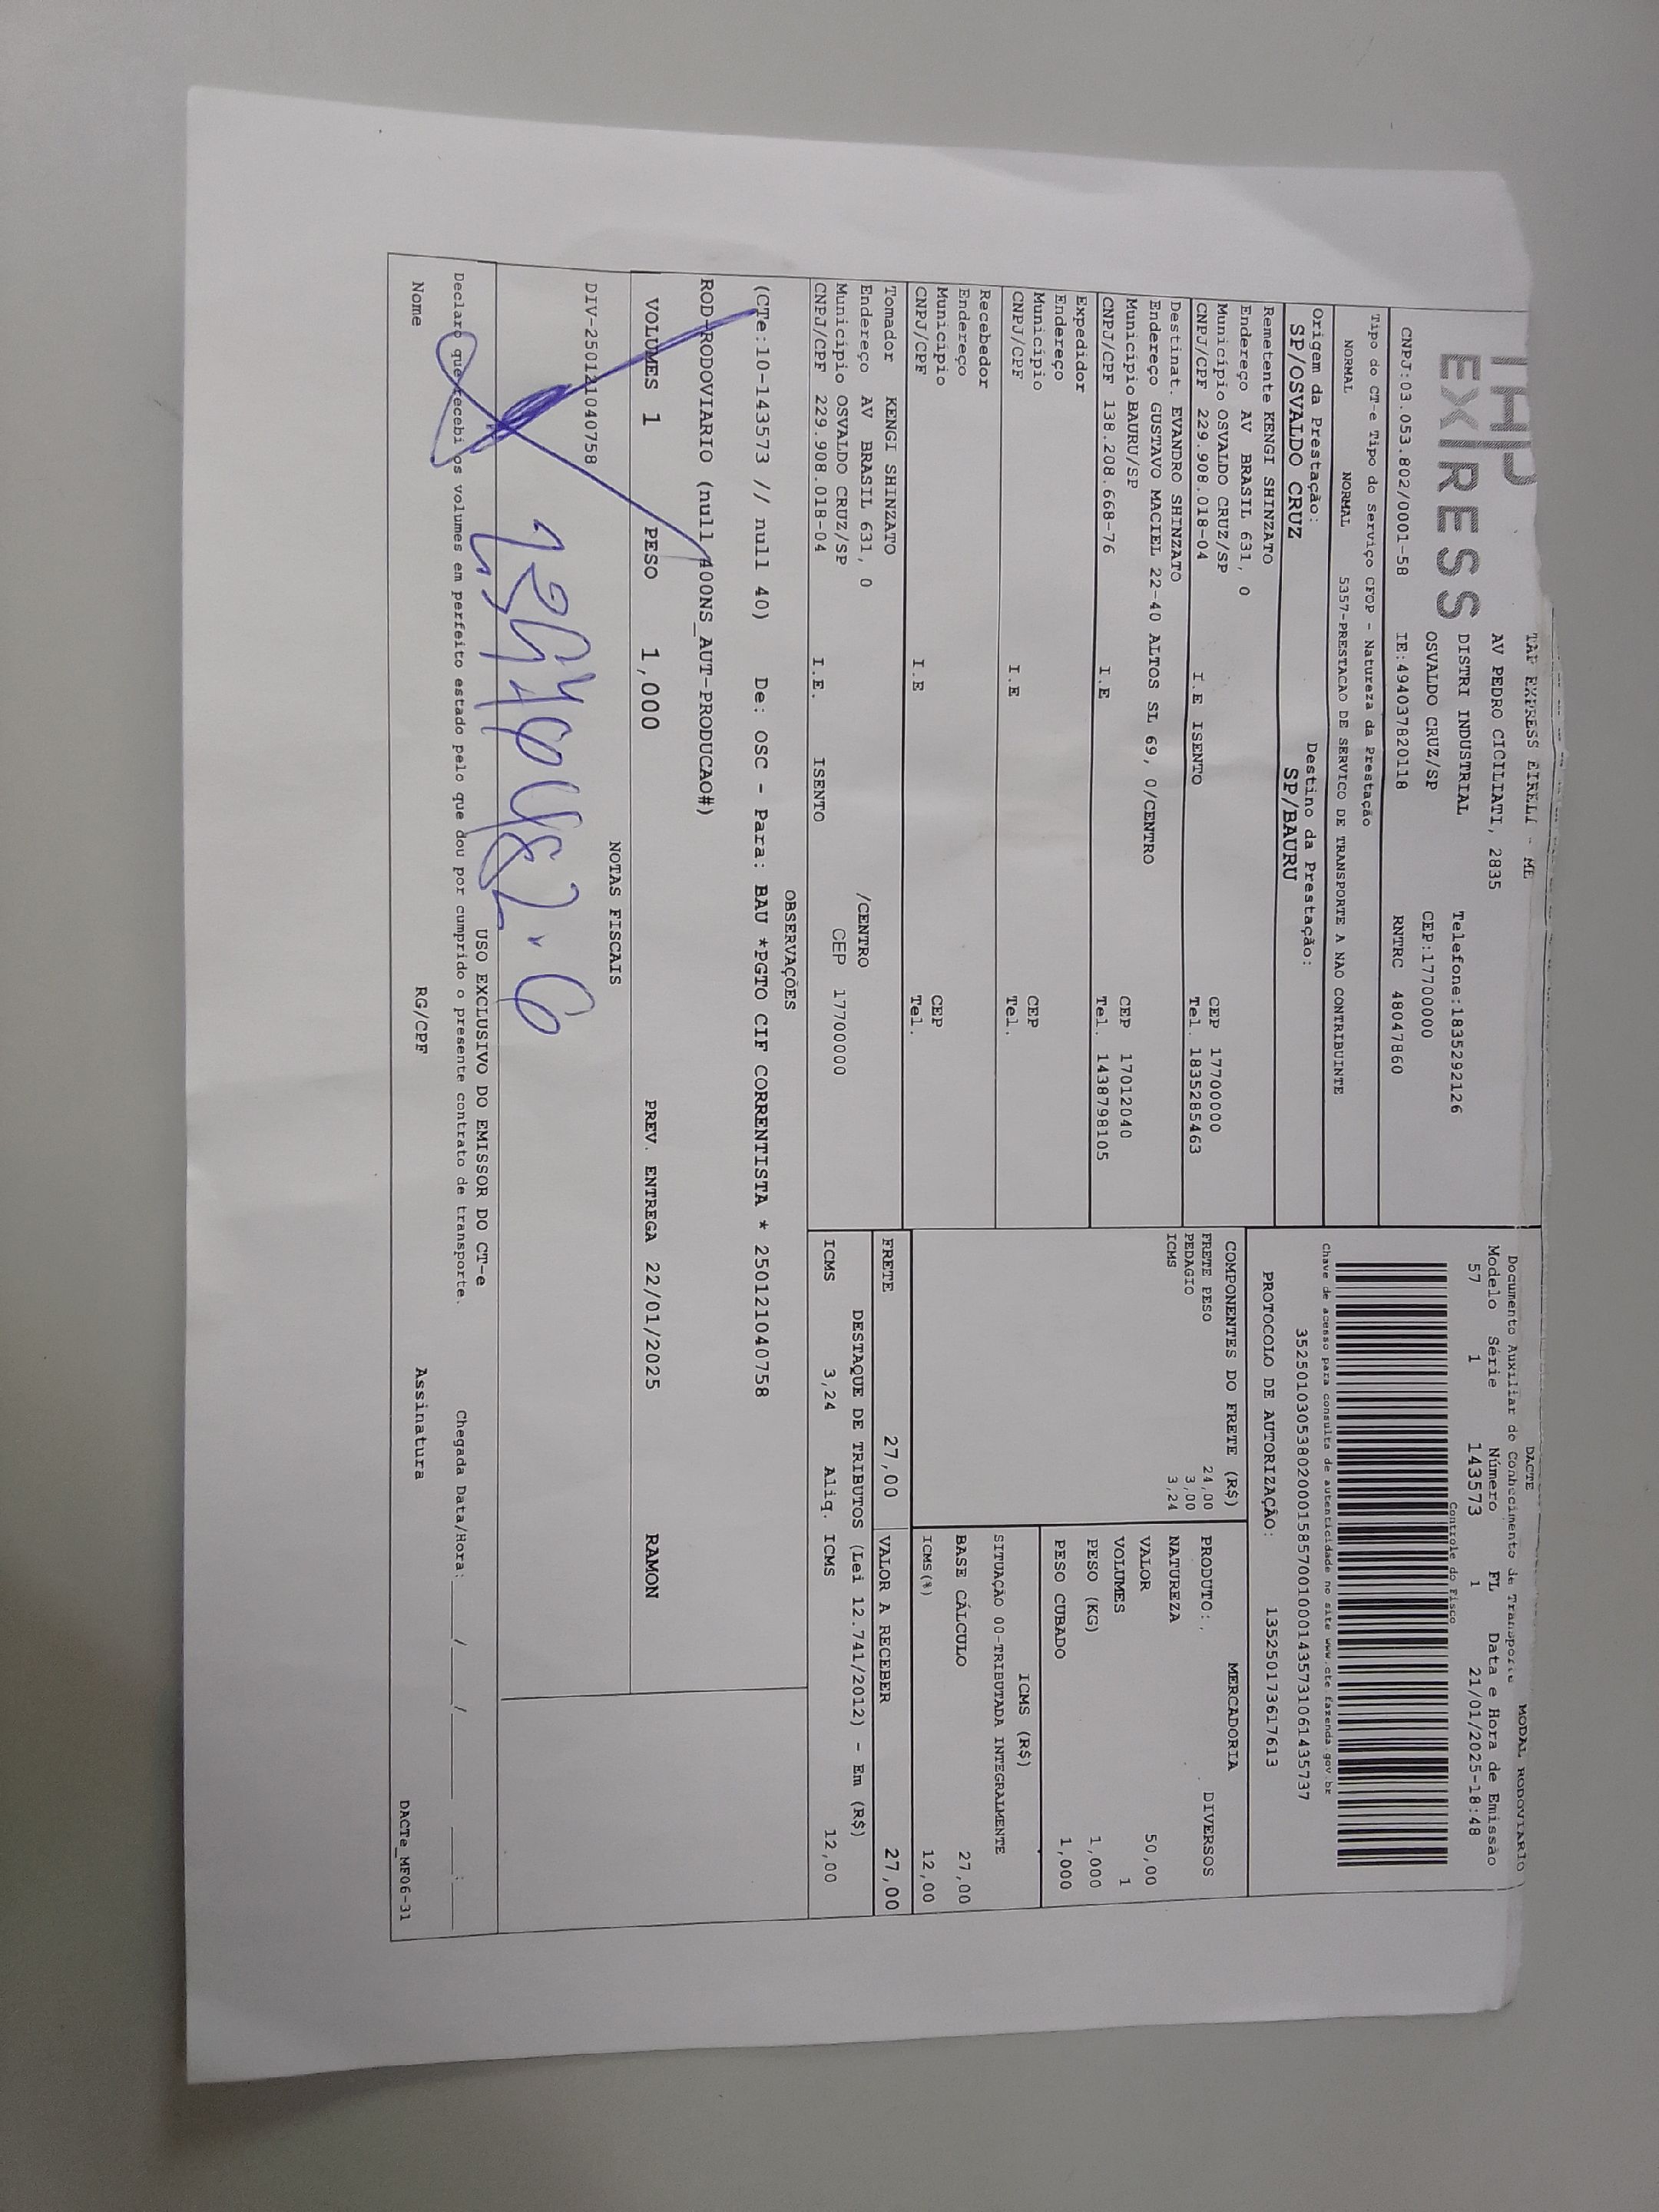 TAP EXPRESS EIRELI - ME
AV PEDRO CICILIATI, 2835
DISTRI INDUSTRIAL Telefone:1835292126
OSVALDO CRUZ/SP CEP:17700000
EXPRESS
CNPJ:03.053.802/0001-58 IE:494037820118 RNTRC 48047860
Tipo do CT-e Tipo do Serviço CFOP - Natureza da Prestação
NORMAL NORMAL 5357-PRESTACAO DE SERVICO DE TRANSPORTE A NAO CONTRIBUINTE
Origem da Prestação: Destino da Prestação:
SP/OSVALDO CRUZ SP/BAURU
DACTE MODAL RODOVIARIO
Documento Auxiliar do Conhecimento de Transporte
Modelo Série Número FL Data e Hora de Emissão
57 1 143573 1 21/01/2025-18:48
Controle do Fisco
Chave de acesso para consulta de autenticidade no site www.cte.fazenda.gov.br
35250103053802000158570010001435731061435737
PROTOCOLO DE AUTORIZAÇÃO: 135250173617613
Remetente KENGI SHINZATO
Endereço AV BRASIL 631, 0
Município OSVALDO CRUZ/SP CEP 17700000
CNPJ/CPF 229.908.018-04 I.E ISENTO Tel. 1835285463
Destinat. EVANDRO SHINZATO
Endereço GUSTAVO MACIEL 22-40 ALTOS SL 69, 0/CENTRO
Município BAURU/SP CEP 17012040
CNPJ/CPF 138.208.668-76 I.E Tel. 1438798105
Expedidor
Endereço
Município CEP
CNPJ/CPF I.E Tel.
Recebedor
Endereço
Município CEP
CNPJ/CPF I.E Tel.
Tomador KENGI SHINZATO
Endereço AV BRASIL 631, 0 /CENTRO
Município OSVALDO CRUZ/SP CEP 17700000
CNPJ/CPF 229.908.018-04 I.E. ISENTO
COMPONENTES DO FRETE (R$)
FRETE PESO 24,00
PEDAGIO 3,00
ICMS 3,24
MERCADORIA
PRODUTO: DIVERSOS
NATUREZA
VALOR 50,00
VOLUMES 1
PESO (KG) 1,000
PESO CUBADO 1,000
ICMS (R$)
SITUAÇÃO 00-TRIBUTADA INTEGRALMENTE
BASE CÁLCULO 27,00
ICMS(%) 12,00
FRETE 27,00 VALOR A RECEBER 27,00
DESTAQUE DE TRIBUTOS (Lei 12.741/2012) - Em (R$)
ICMS 3,24 Aliq. ICMS 12,00
OBSERVAÇÕES
(CTe:10-143573 // null 40) De: OSC - Para: BAU *PGTO CIF CORRENTISTA * 250121040758
ROD-RODOVIARIO (null 400NS_AUT-PRODUCAO#)
VOLUMES 1 PESO 1,000 PREV. ENTREGA 22/01/2025 RAMON
NOTAS FISCAIS
DIV-250121040758
USO EXCLUSIVO DO EMISSOR DO CT-e
Declaro que recebi os volumes em perfeito estado pelo que dou por cumprido o presente contrato de transporte. Chegada Data/Hora: ____/____/____ ___:___
Nome RG/CPF Assinatura DACTe_MF06-31